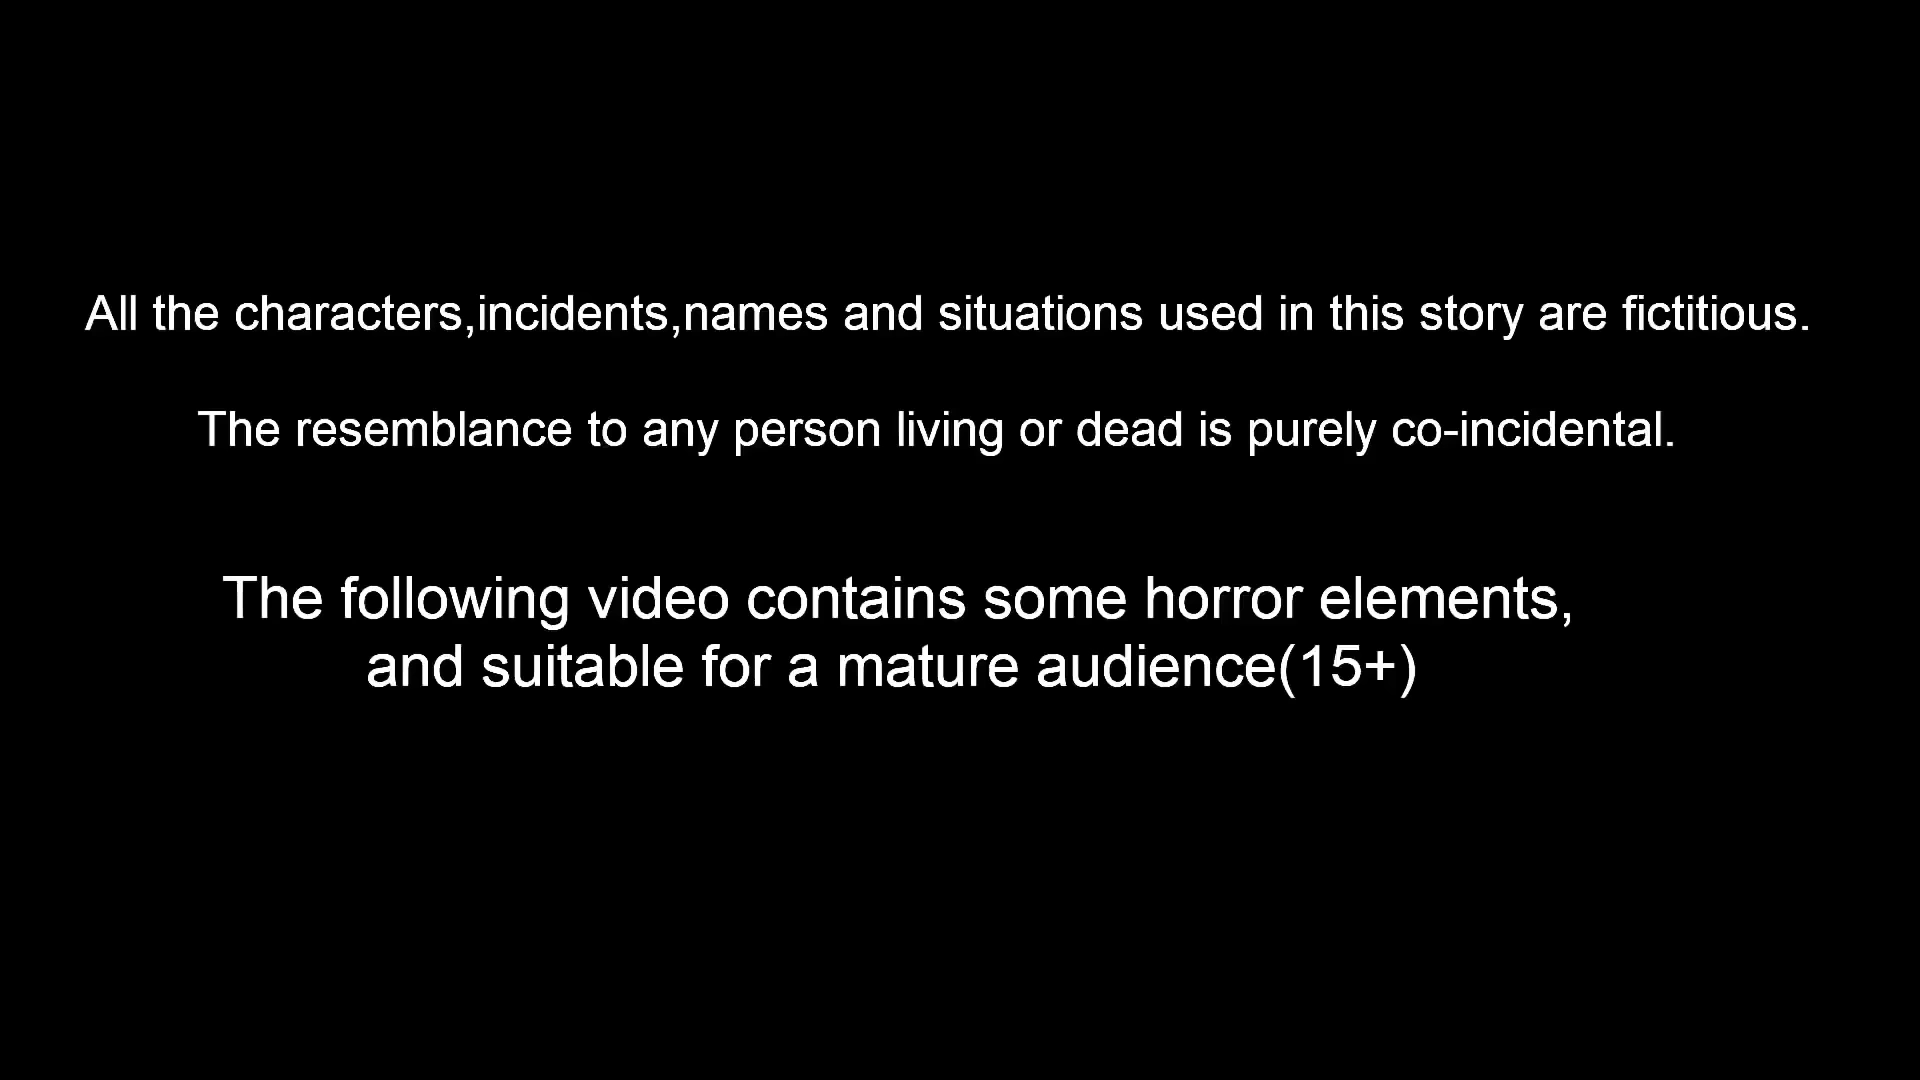 All the characters,incidents,names and situations used in this story are fictitious.
The resemblance to any person living or dead is purely co-incidental.
The following video contains some horror elements,
and suitable for a mature audience(15+)